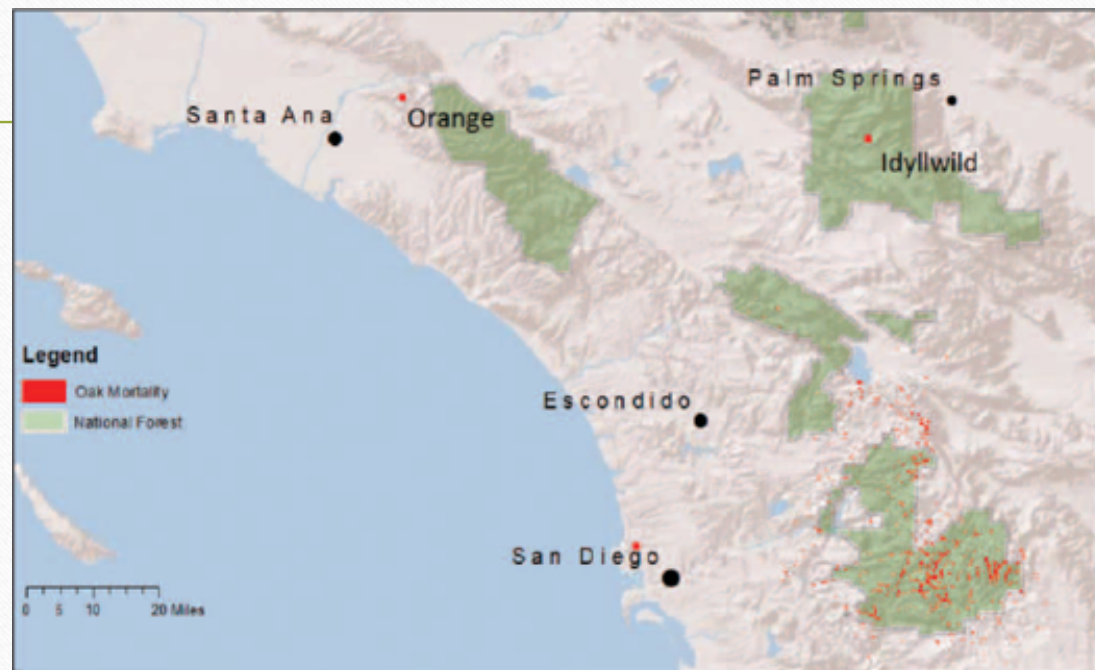 Palm Springs
Santa Ana
Orange
Idyllwild
Legend
Oak Mortality
National Forest
Escondido
San Diego
0 5 10 20 Miles